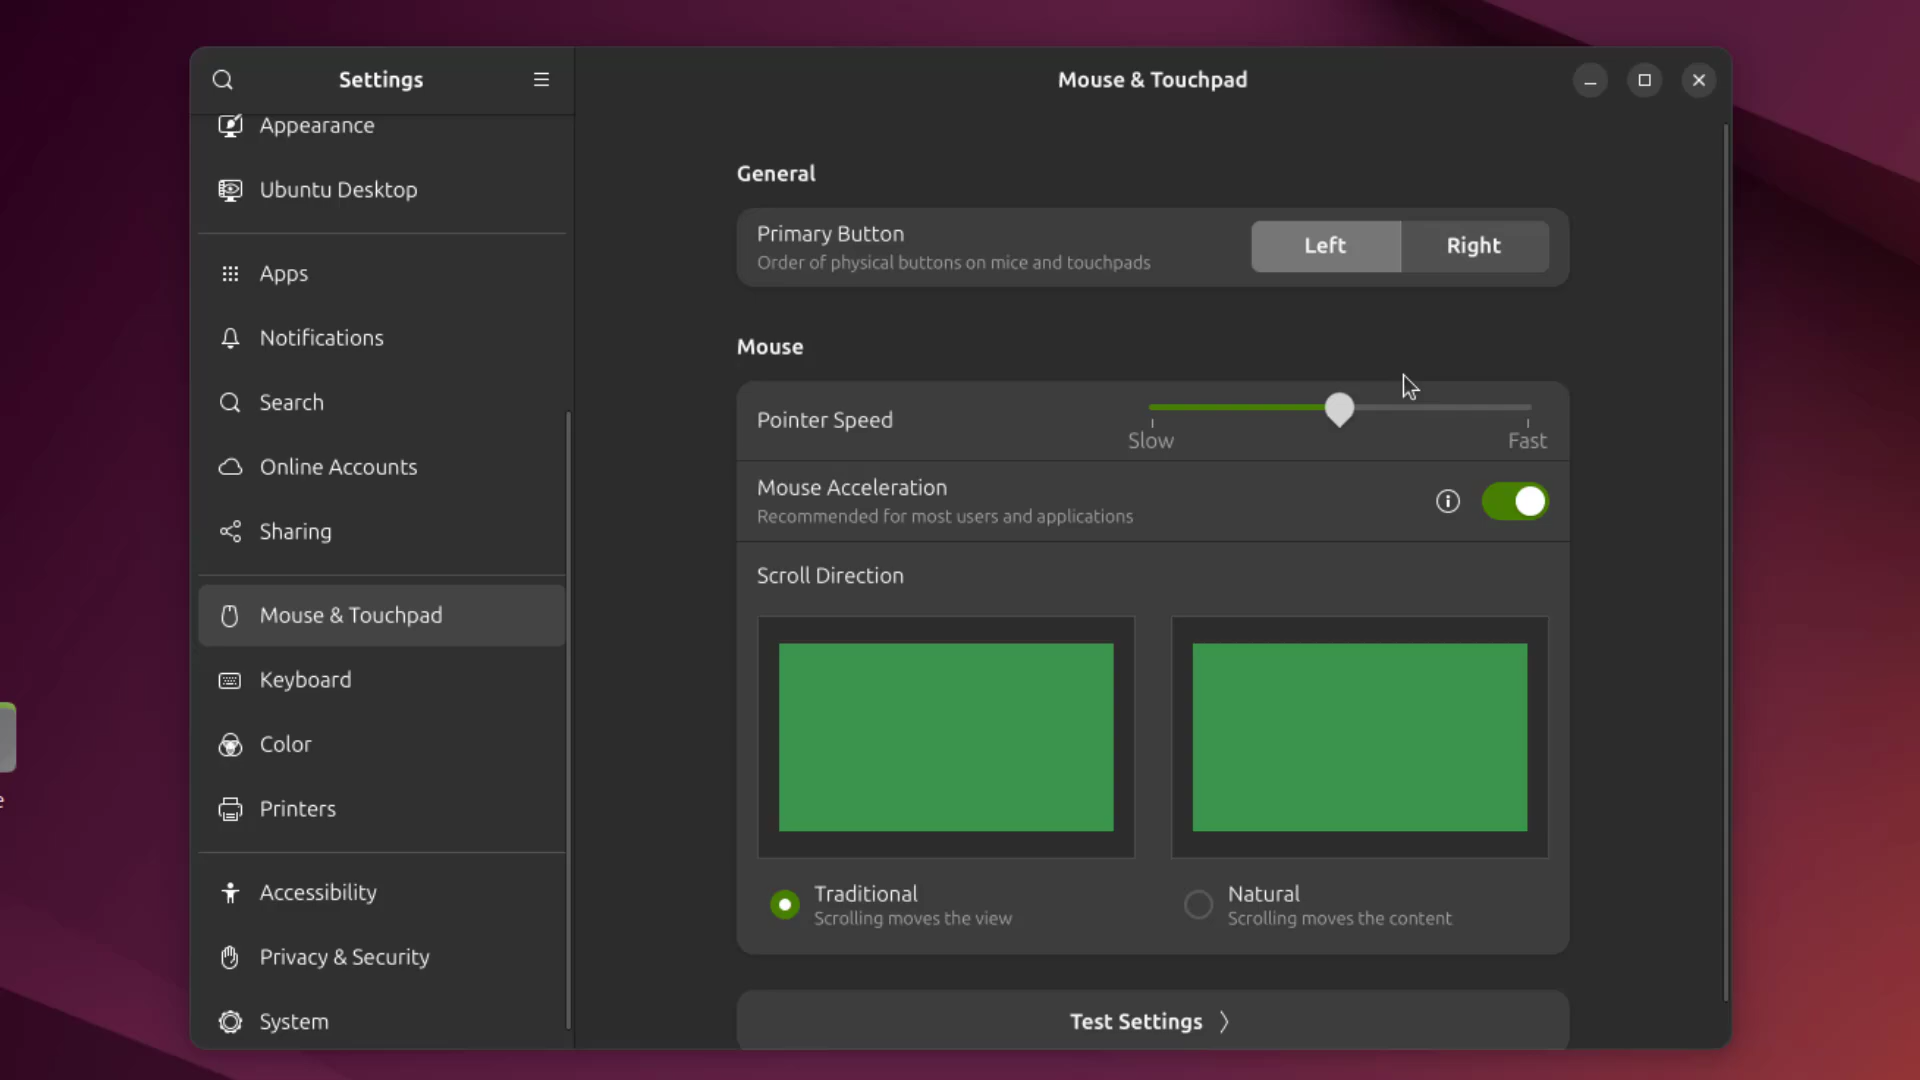 Settings
Mouse & Touchpad
Appearance
Ubuntu Desktop
Apps
Notifications
Search
Online Accounts
Sharing
Mouse & Touchpad
Keyboard
Color
Printers
Accessibility
Privacy & Security
System
General
Primary Button
Order of physical buttons on mice and touchpads
Left
Right
Mouse
Pointer Speed
Slow
Fast
Mouse Acceleration
Recommended for most users and applications
Scroll Direction
Traditional
Scrolling moves the view
Natural
Scrolling moves the content
Test Settings